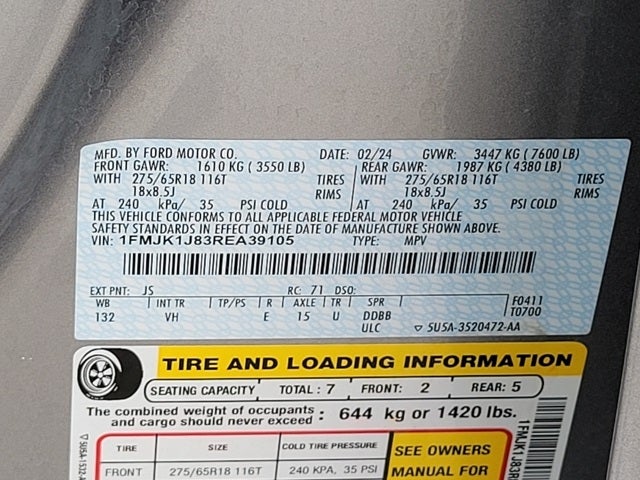 MFD. BY FORD MOTOR CO. DATE: 02/24 GVWR: 3447 KG (7600 LB)
FRONT GAWR: 1610 KG (3550 LB) REAR GAWR: 1987 KG (4380 LB)
WITH 275/65R18 116T TIRES WITH 275/65R18 116T TIRES
18x8.5J RIMS 18x8.5J RIMS
AT 240 kPa/ 35 PSI COLD AT 240 kPa/ 35 PSI COLD
THIS VEHICLE CONFORMS TO ALL APPLICABLE FEDERAL MOTOR VEHICLE
SAFETY STANDARDS IN EFFECT ON THE DATE OF MANUFACTURE SHOWN ABOVE.
VIN: 1FMJK1J83REA39105 TYPE: MPV
EXT PNT: JS RC: 71 DSO:
WB INT TR TP/PS R AXLE TR SPR F0411
132 VH E 15 U DDBB T0700
ULC ▽ 5U5A-3520472-AA
TIRE AND LOADING INFORMATION
SEATING CAPACITY TOTAL : 7 FRONT: 2 REAR: 5
The combined weight of occupants
and cargo should never exceed : 644 kg or 1420 lbs.
TIRE SIZE COLD TIRE PRESSURE SEE OWNERS
FRONT 275/65R18 116T 240 KPA, 35 PSI MANUAL FOR
1FMJK1J83R